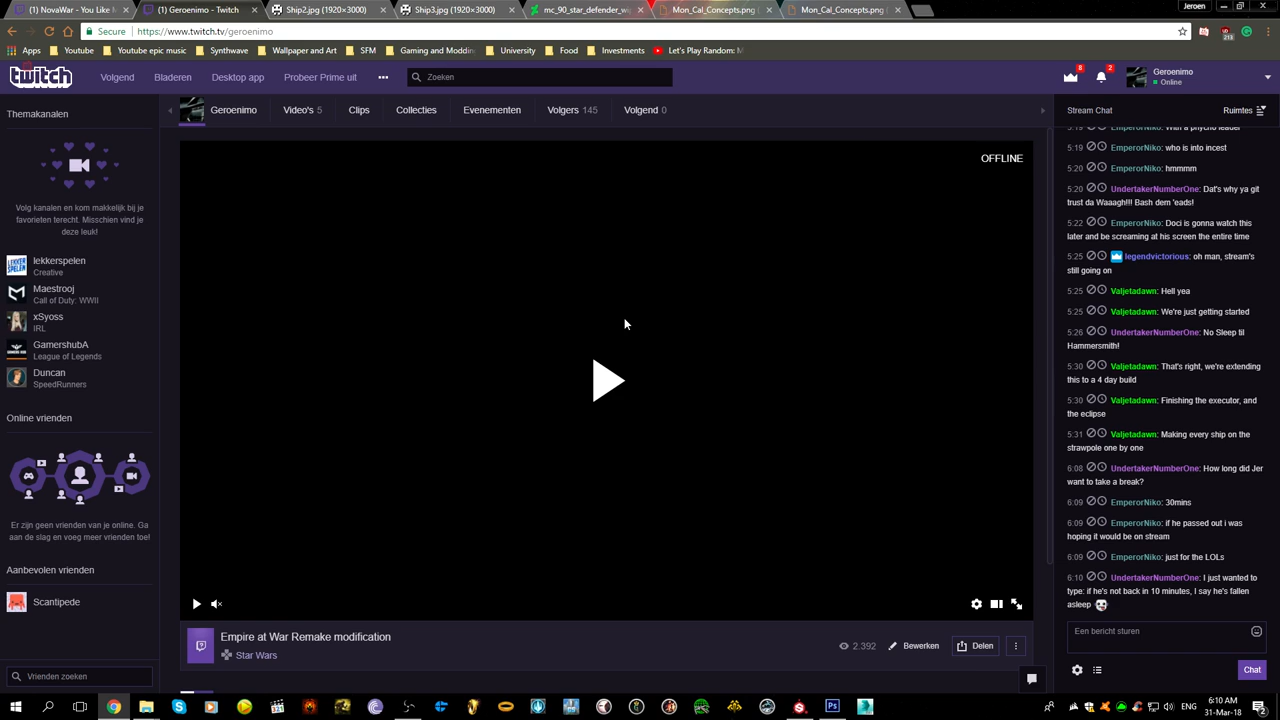 (1) NovaWar - You Like M
(1) Geroenimo - Twitch
Ship2.jpg (1920×3000)
Ship3.jpg (1920×3000)
mc_90_star_defender_w
Mon_Cal_Concepts.png (
Mon_Cal_Concepts.png (
Jeroen
Secure
https://www.twitch.tv/geroenimo
Apps
Youtube
Youtube epic music
Synthwave
Wallpaper and Art
SFM
Gaming and Modding
University
Food
Investments
Let's Play Random: M
twitch
Volgend
Bladeren
Desktop app
Probeer Prime uit
Zoeken
8
2
Geroenimo
Online
Themakanalen
Volg kanalen en kom makkelijk bij je
favorieten terecht. Misschien vind je
deze leuk!
lekkerspelen
Creative
Maestrooj
Call of Duty: WWII
xSyoss
IRL
GamershubA
League of Legends
Duncan
SpeedRunners
Online vrienden
Er zijn geen vrienden van je online. Ga
aan de slag en voeg meer vrienden toe!
Aanbevolen vrienden
Scantipede
Vrienden zoeken
Geroenimo
Video's 5
Clips
Collecties
Evenementen
Volgers 145
Volgend 0
OFFLINE
Empire at War Remake modification
Star Wars
2.392
Bewerken
Delen
Stream Chat
Ruimtes
5:19 EmperorNiko: With a phycho leader
5:19 EmperorNiko: who is into incest
5:20 EmperorNiko: hmmmm
5:20 UndertakerNumberOne: Dat's why ya git
trust da Waaagh!!! Bash dem 'eads!
5:22 EmperorNiko: Doci is gonna watch this
later and be screaming at his screen the entire time
5:25 legendvictorious: oh man, stream's
still going on
5:25 Valjetadawn: Hell yea
5:25 Valjetadawn: We're just getting started
5:26 UndertakerNumberOne: No Sleep til
Hammersmith!
5:30 Valjetadawn: That's right, we're extending
this to a 4 day build
5:30 Valjetadawn: Finishing the executor, and
the eclipse
5:31 Valjetadawn: Making every ship on the
strawpole one by one
6:08 UndertakerNumberOne: How long did Jer
want to take a break?
6:09 EmperorNiko: 30mins
6:09 EmperorNiko: if he passed out i was
hoping it would be on stream
6:09 EmperorNiko: just for the LOLs
6:10 UndertakerNumberOne: I just wanted to
type: if he's not back in 10 minutes, I say he's fallen
asleep
Een bericht sturen
Chat
6:10 AM
31-Mar-18